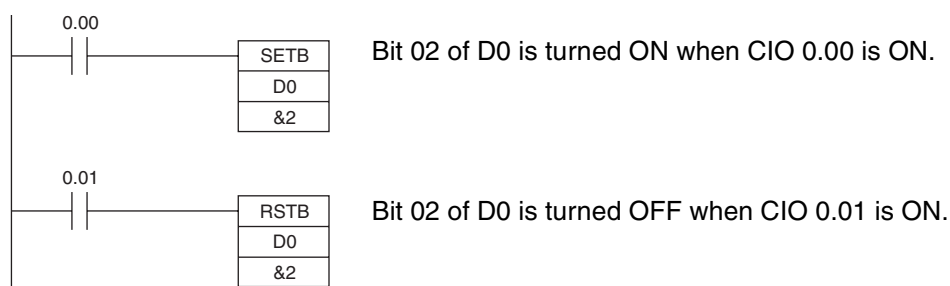 0.00
SETB
D0
&2
Bit 02 of D0 is turned ON when CIO 0.00 is ON.
0.01
RSTB
D0
&2
Bit 02 of D0 is turned OFF when CIO 0.01 is ON.